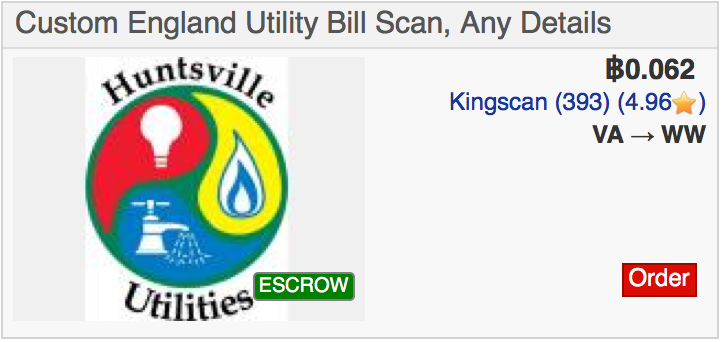 Custom England Utility Bill Scan, Any Details
฿0.062
Kingscan (393) (4.96⭐)
VA → WW
Huntsville
Utilities
ESCROW
Order